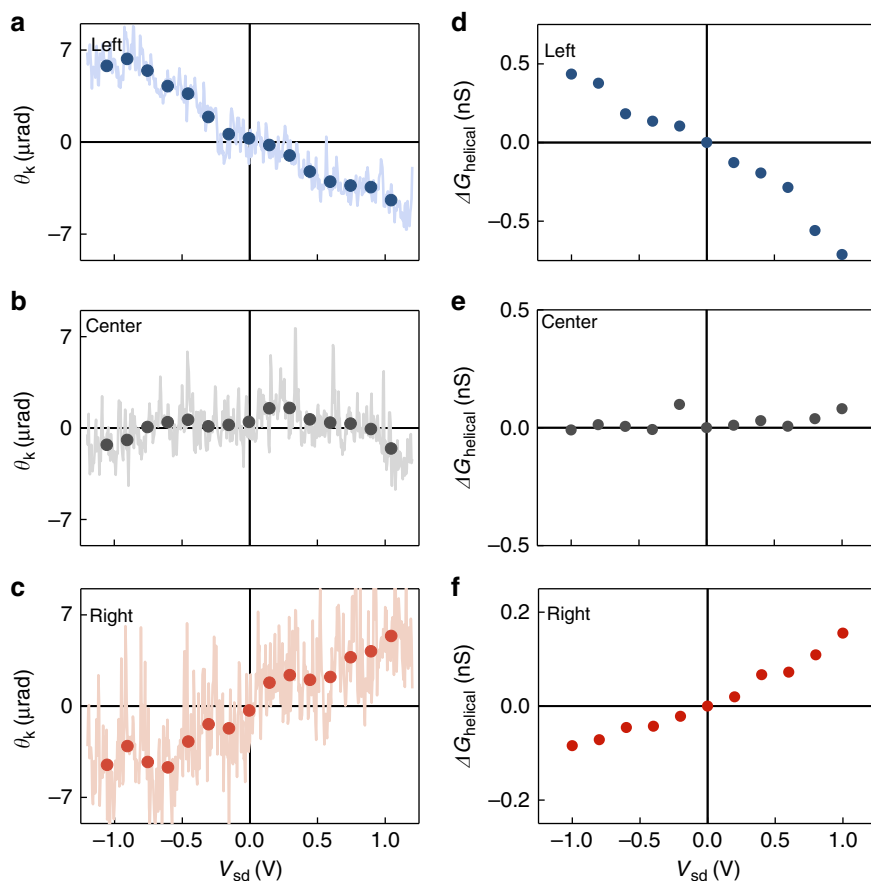 a
Left
7
0
−7
θk (µrad)
b
Center
7
0
−7
θk (µrad)
c
Right
7
0
−7
θk (µrad)
−1.0 −0.5 0.0 0.5 1.0
Vsd (V)
d
Left
0.5
0.0
−0.5
ΔGhelical (nS)
e
Center
0.5
0.0
−0.5
ΔGhelical (nS)
f
Right
0.2
0.0
−0.2
ΔGhelical (nS)
−1.0 −0.5 0.0 0.5 1.0
Vsd (V)